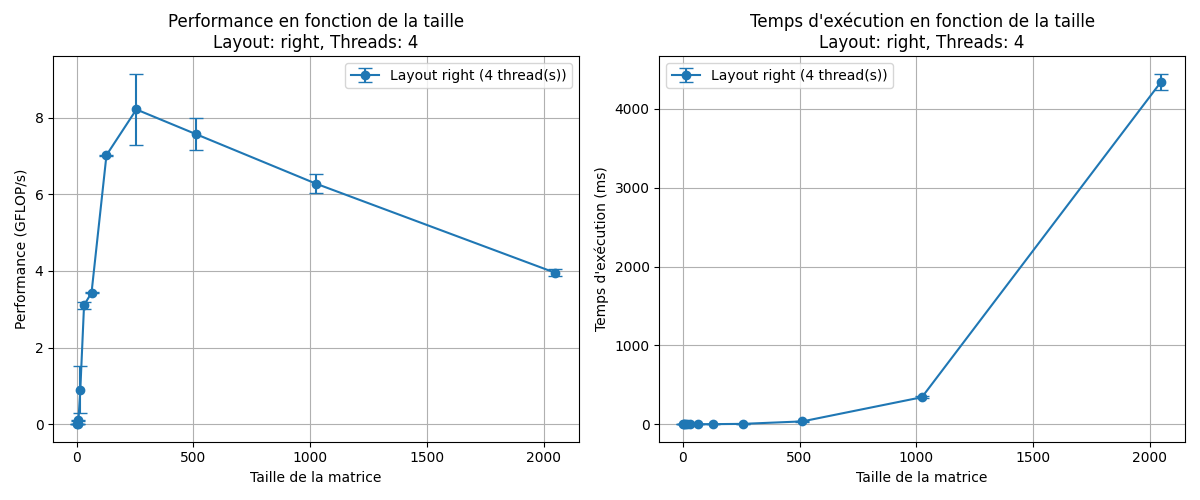 Performance en fonction de la taille
Layout: right, Threads: 4
Layout right (4 thread(s))
Performance (GFLOP/s)
8
6
4
2
0
0 500 1000 1500 2000
Taille de la matrice
Temps d'exécution en fonction de la taille
Layout: right, Threads: 4
Layout right (4 thread(s))
Temps d'exécution (ms)
4000
3000
2000
1000
0
0 500 1000 1500 2000
Taille de la matrice